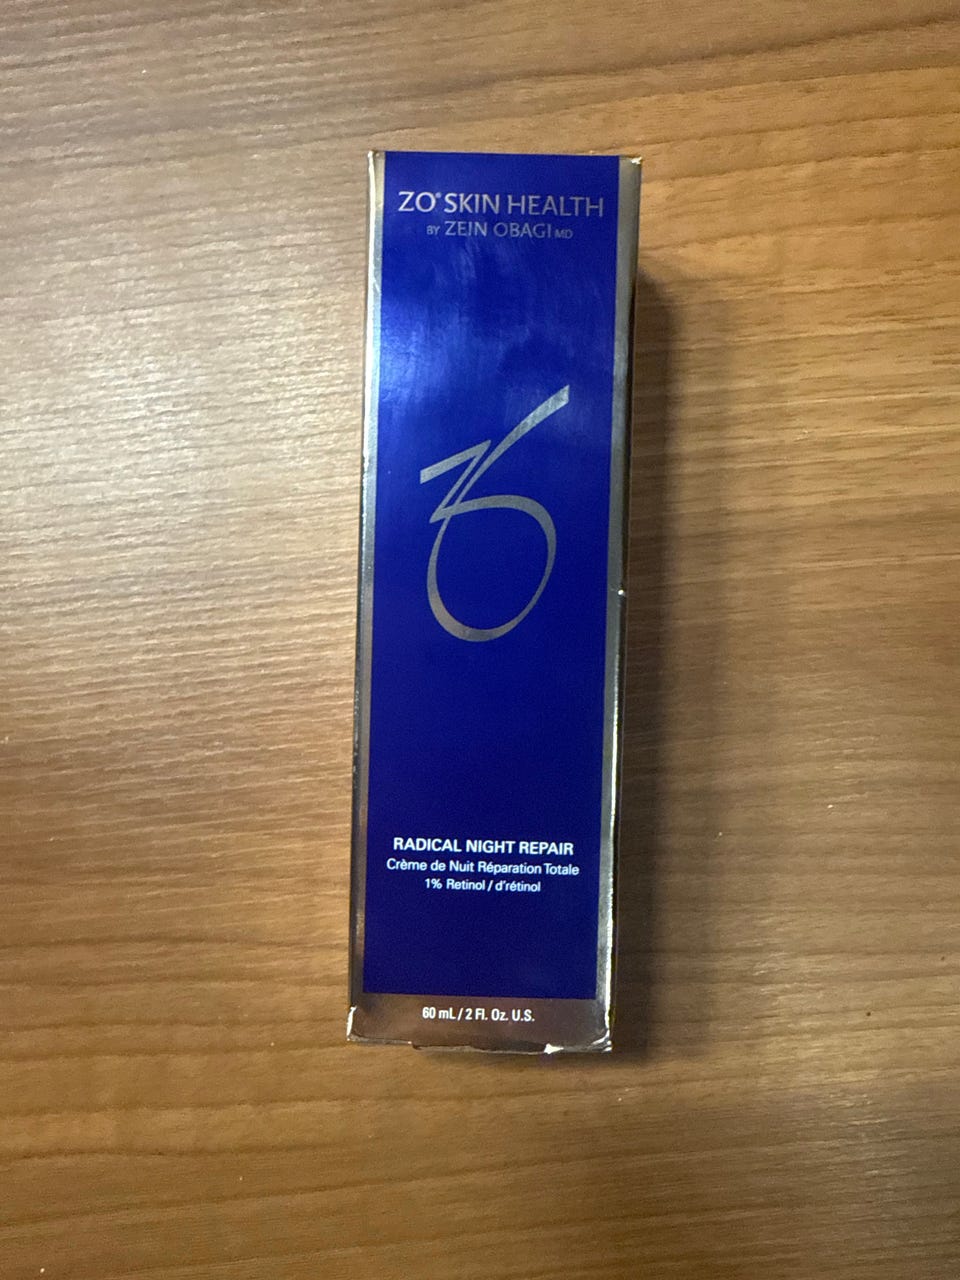 ZO® SKIN HEALTH
BY ZEIN OBAGI MD
RADICAL NIGHT REPAIR
Crème de Nuit Réparation Totale
1% Retinol / d'rétinol
60 mL / 2 Fl. Oz. U.S.